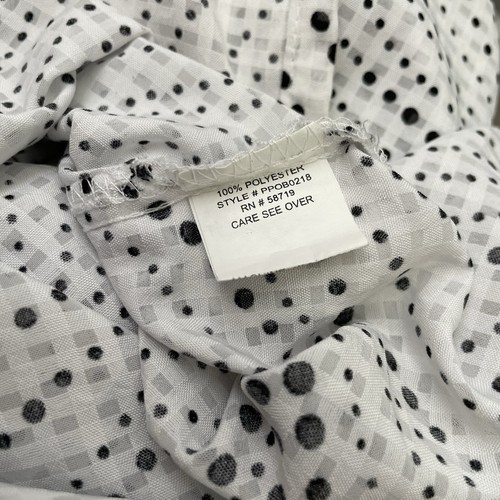 100% POLYESTER
STYLE # PPOB0218
RN # 58719
CARE SEE OVER